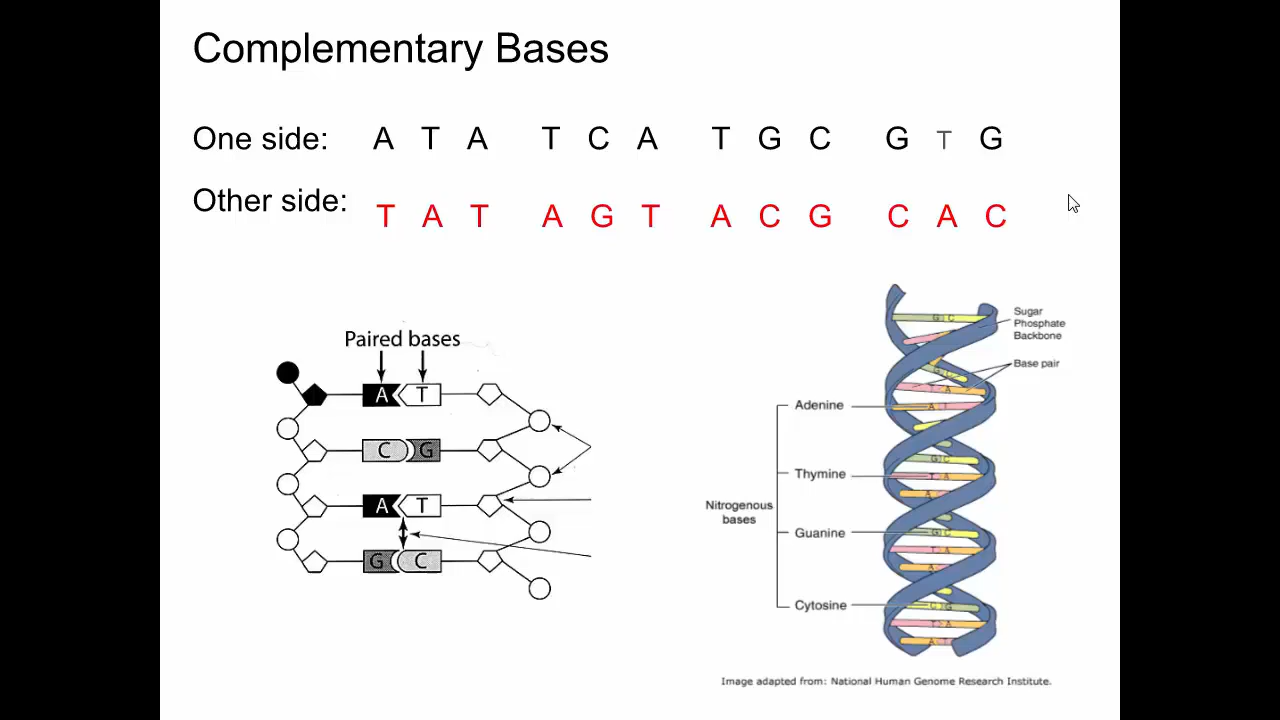 Complementary Bases
One side: A T A T C A T G C G T G
Other side: T A T A G T A C G C A C
Paired bases
A T
C G
A T
G C
Sugar
Phosphate
Backbone
Base pair
Nitrogenous
bases
Adenine
Thymine
Guanine
Cytosine
G C
G C
A
A T
G C
T A
A
G C
T A
A
C G
T A
A T
Image adapted from: National Human Genome Research Institute.